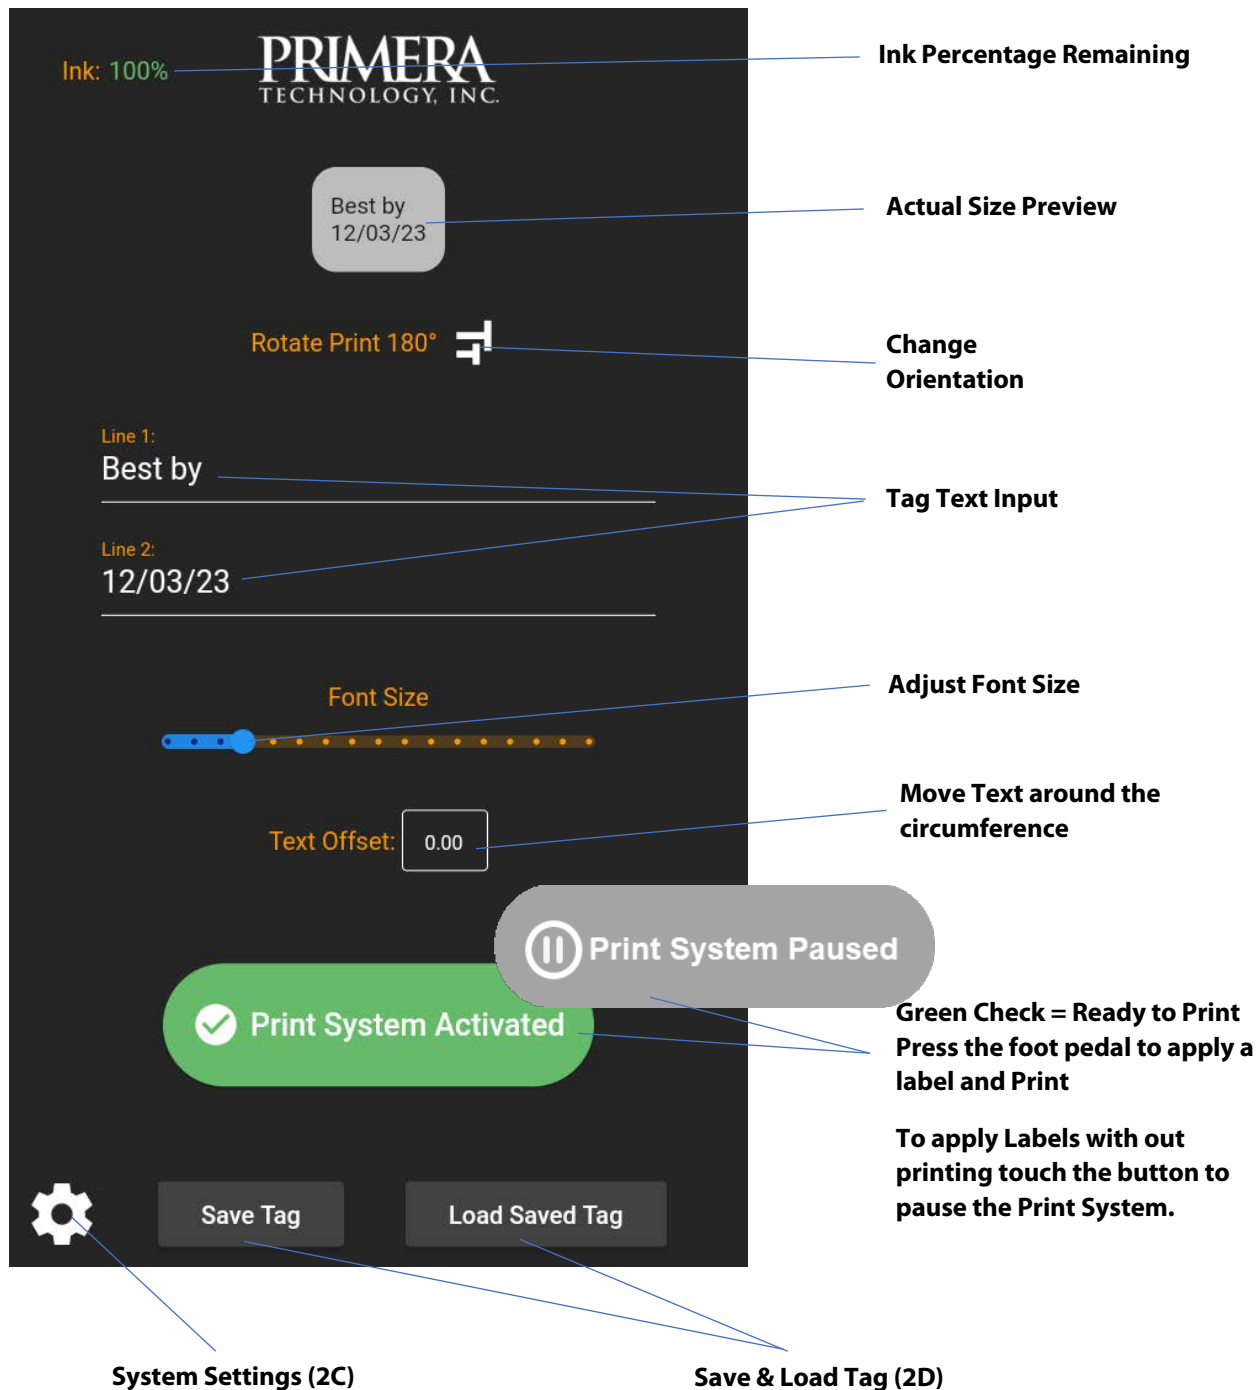 Ink: 100%
PRIMERA
TECHNOLOGY, INC.
Ink Percentage Remaining
Best by
12/03/23
Actual Size Preview
Rotate Print 180°
Change
Orientation
Line 1:
Best by
Tag Text Input
Line 2:
12/03/23
Font Size
Adjust Font Size
Text Offset: 0.00
Move Text around the
circumference
Print System Paused
Print System Activated
Green Check = Ready to Print
Press the foot pedal to apply a
label and Print
To apply Labels with out
printing touch the button to
pause the Print System.
Save Tag
Load Saved Tag
System Settings (2C)
Save & Load Tag (2D)